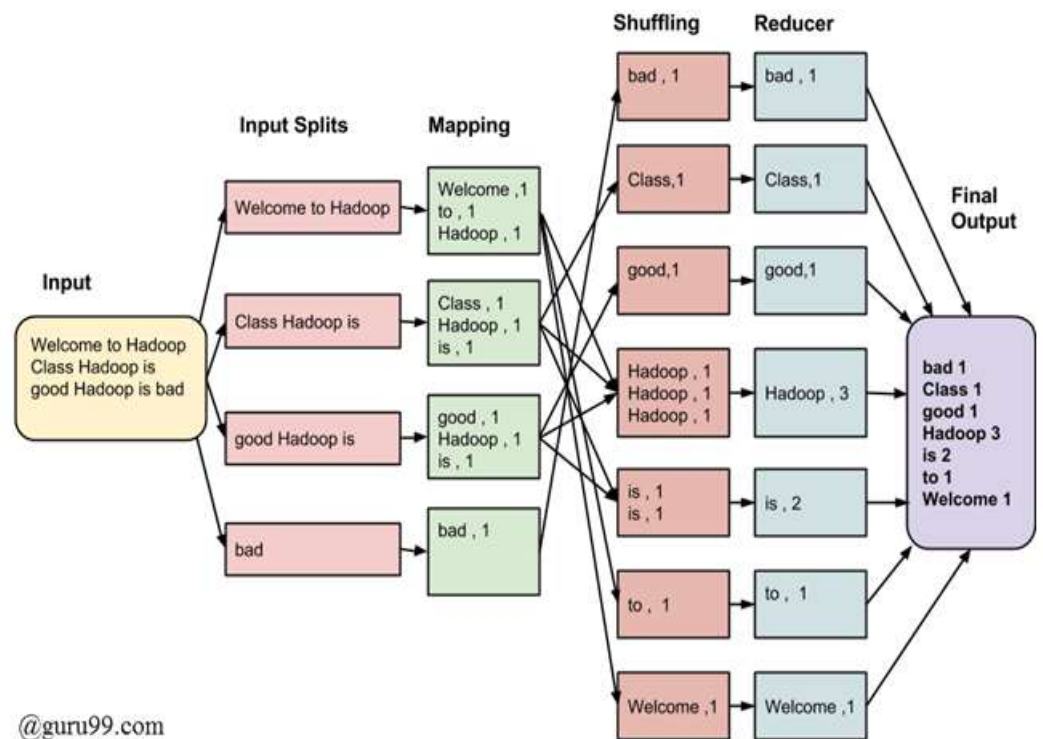 Shuffling
Reducer
Input Splits
Mapping
Final
Output
Input
Welcome to Hadoop
Class Hadoop is
good Hadoop is bad
Welcome to Hadoop
Class Hadoop is
good Hadoop is
bad
Welcome ,1
to , 1
Hadoop , 1
Class , 1
Hadoop , 1
is , 1
good , 1
Hadoop , 1
is , 1
bad , 1
bad , 1
Class,1
good,1
Hadoop , 1
Hadoop , 1
Hadoop , 1
is , 1
is , 1
to , 1
Welcome ,1
bad , 1
Class,1
good,1
Hadoop , 3
is , 2
to , 1
Welcome ,1
bad 1
Class 1
good 1
Hadoop 3
is 2
to 1
Welcome 1
@guru99.com